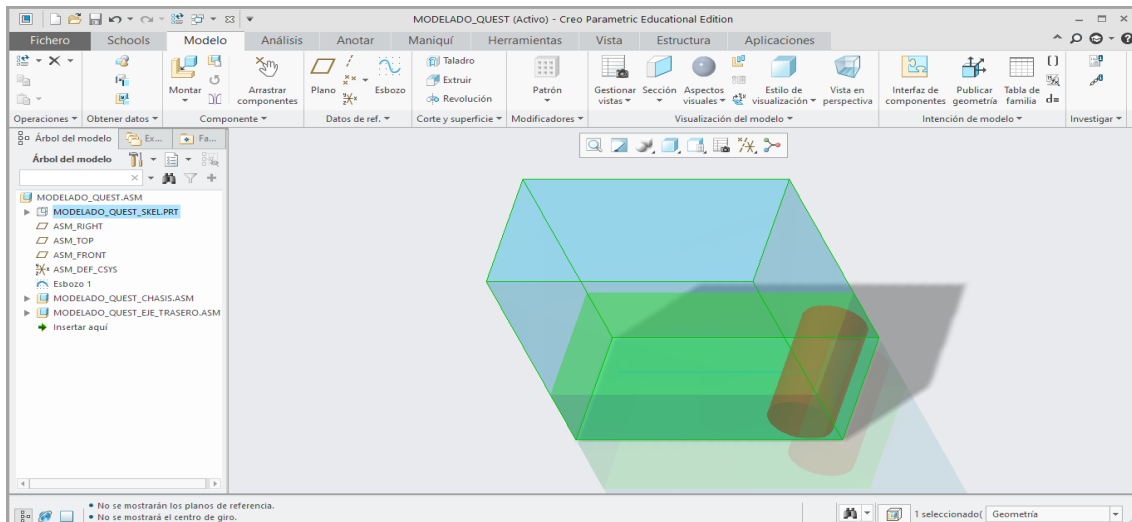 MODELADO_QUEST (Activo) - Creo Parametric Educational Edition
Fichero Schools Modelo Análisis Anotar Maniquí Herramientas Vista Estructura Aplicaciones
Montar
Arrastrar componentes
Plano
Esbozo
Taladro
Extruir
Revolución
Patrón
Gestionar vistas
Sección
Aspectos visuales
Estilo de visualización
Vista en perspectiva
Interfaz de componentes
Publicar geometría
Tabla de familia
d=
Operaciones Obtener datos Componente Datos de ref. Corte y superficie Modificadores Visualización del modelo Intención de modelo Investigar
Árbol del modelo Ex... Fa...
Árbol del modelo
MODELADO_QUEST.ASM
MODELADO_QUEST_SKEL.PRT
ASM_RIGHT
ASM_TOP
ASM_FRONT
ASM_DEF_CSYS
Esbozo 1
MODELADO_QUEST_CHASIS.ASM
MODELADO_QUEST_EJE_TRASERO.ASM
Insertar aquí
• No se mostrarán los planos de referencia.
• No se mostrará el centro de giro.
1 seleccionado( Geometría